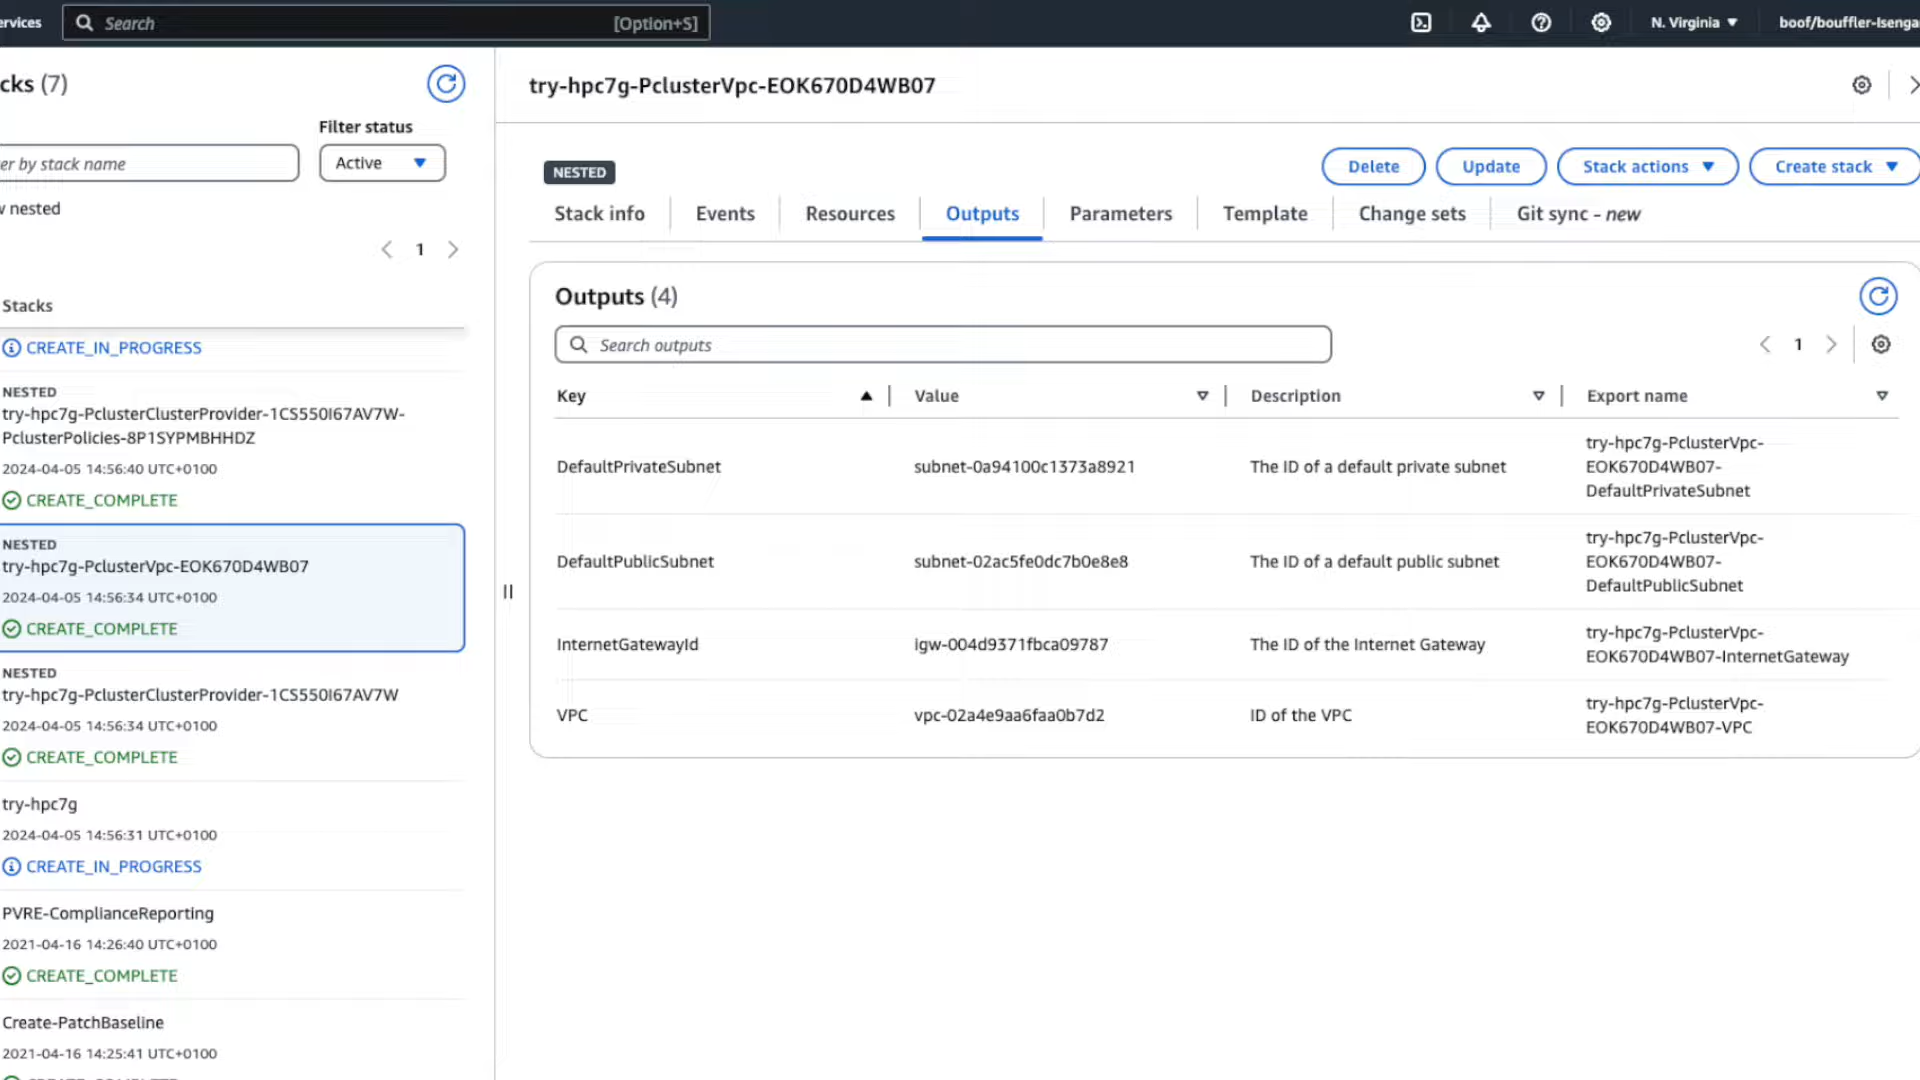 ervices
Search
[Option+S]
N. Virginia
boof/bouffler-Isenga
cks (7)
Filter status
er by stack name
Active
w nested
1
Stacks
CREATE_IN_PROGRESS
NESTED
try-hpc7g-PclusterClusterProvider-1CS550I67AV7W-
PclusterPolicies-8P1SYPMBHHDZ
2024-04-05 14:56:40 UTC+0100
CREATE_COMPLETE
NESTED
try-hpc7g-PclusterVpc-EOK670D4WB07
2024-04-05 14:56:34 UTC+0100
CREATE_COMPLETE
NESTED
try-hpc7g-PclusterClusterProvider-1CS550I67AV7W
2024-04-05 14:56:34 UTC+0100
CREATE_COMPLETE
try-hpc7g
2024-04-05 14:56:31 UTC+0100
CREATE_IN_PROGRESS
PVRE-ComplianceReporting
2021-04-16 14:26:40 UTC+0100
CREATE_COMPLETE
Create-PatchBaseline
2021-04-16 14:25:41 UTC+0100
try-hpc7g-PclusterVpc-EOK670D4WB07
NESTED
Delete
Update
Stack actions
Create stack
Stack info
Events
Resources
Outputs
Parameters
Template
Change sets
Git sync - new
Outputs (4)
Search outputs
1
Key
Value
Description
Export name
DefaultPrivateSubnet
subnet-0a94100c1373a8921
The ID of a default private subnet
try-hpc7g-PclusterVpc-
EOK670D4WB07-
DefaultPrivateSubnet
DefaultPublicSubnet
subnet-02ac5fe0dc7b0e8e8
The ID of a default public subnet
try-hpc7g-PclusterVpc-
EOK670D4WB07-
DefaultPublicSubnet
InternetGatewayId
igw-004d9371fbca09787
The ID of the Internet Gateway
try-hpc7g-PclusterVpc-
EOK670D4WB07-InternetGateway
VPC
vpc-02a4e9aa6faa0b7d2
ID of the VPC
try-hpc7g-PclusterVpc-
EOK670D4WB07-VPC